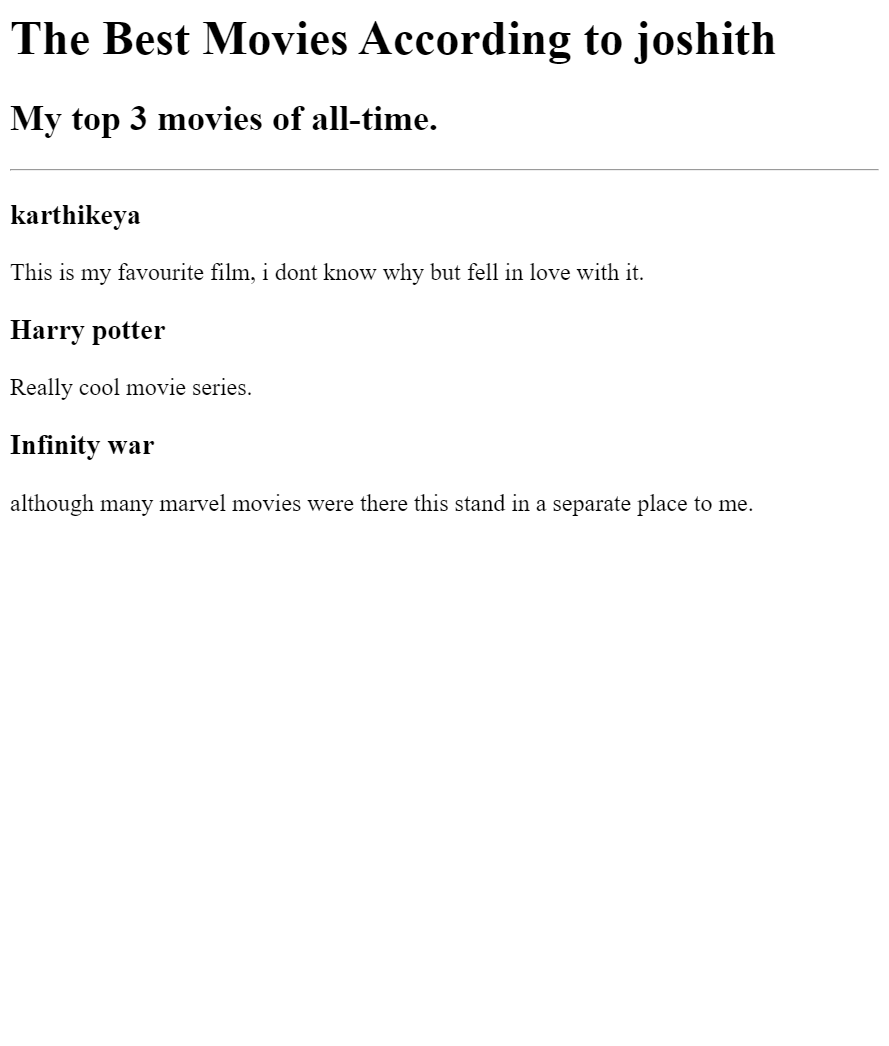 The Best Movies According to joshith
My top 3 movies of all-time.
karthikeya
This is my favourite film, i dont know why but fell in love with it.
Harry potter
Really cool movie series.
Infinity war
although many marvel movies were there this stand in a separate place to me.